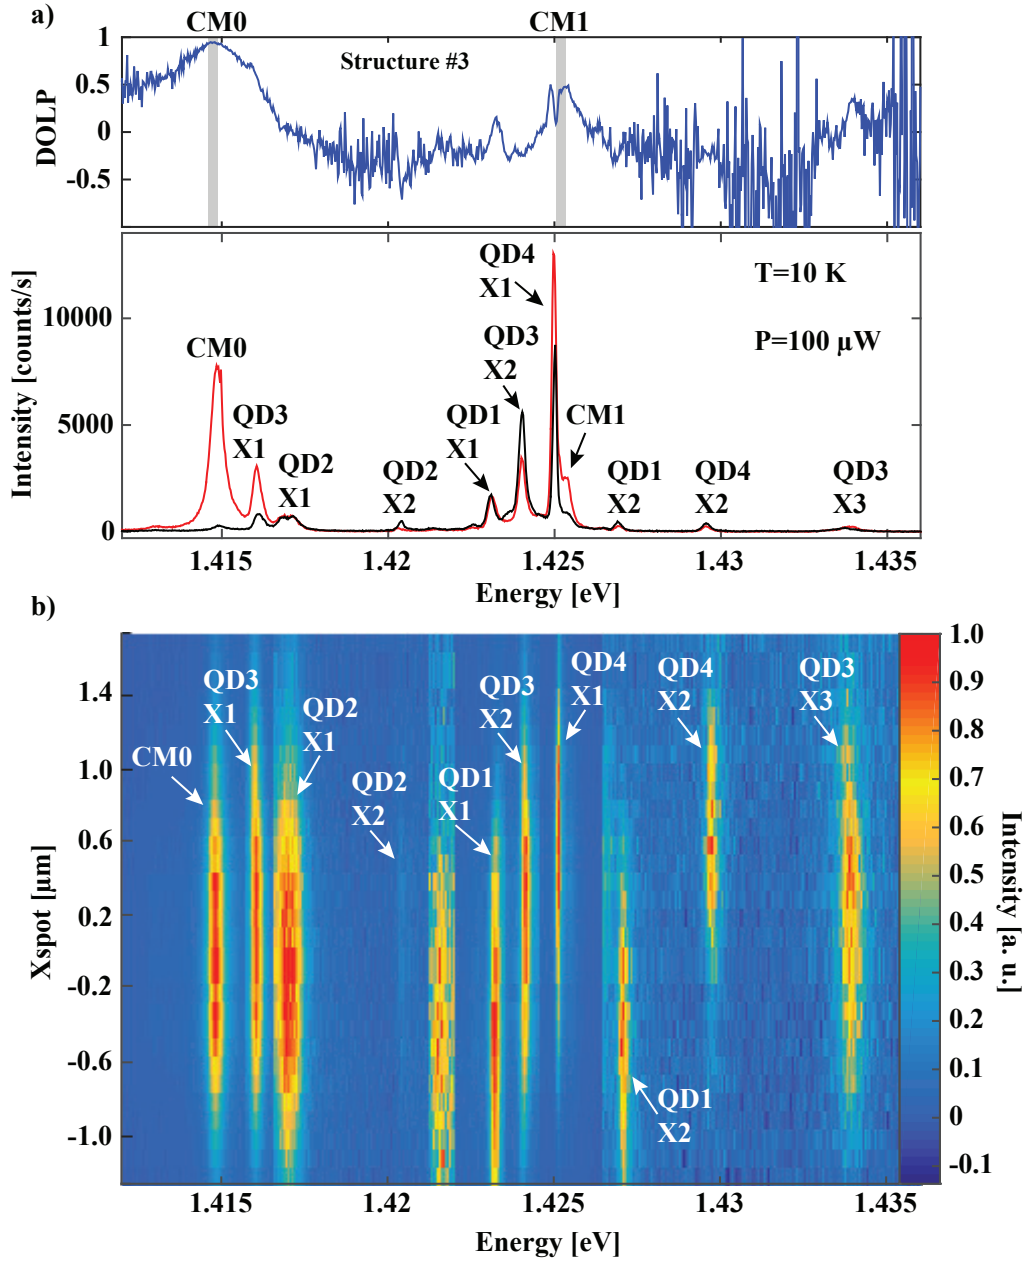 a)
CM0
CM1
1
0.5
0
-0.5
DOLP
Structure #3
Intensity [counts/s]
10000
5000
0
CM0
QD3
X1
QD2
X1
QD2
X2
QD1
X1
QD3
X2
QD4
X1
CM1
QD1
X2
QD4
X2
QD3
X3
T=10 K
P=100 μW
1.415
1.42
1.425
1.43
1.435
Energy [eV]
b)
Xspot [μm]
1.4
1.0
0.6
0.2
-0.2
-0.6
-1.0
CM0
QD3
X1
QD2
X1
QD2
X2
QD1
X1
QD3
X2
QD4
X1
QD4
X2
QD3
X3
QD1
X2
1.415
1.42
1.425
1.43
1.435
Energy [eV]
1.0
0.9
0.8
0.7
0.6
0.5
0.4
0.3
0.2
0.1
0
-0.1
Intensity [a. u.]